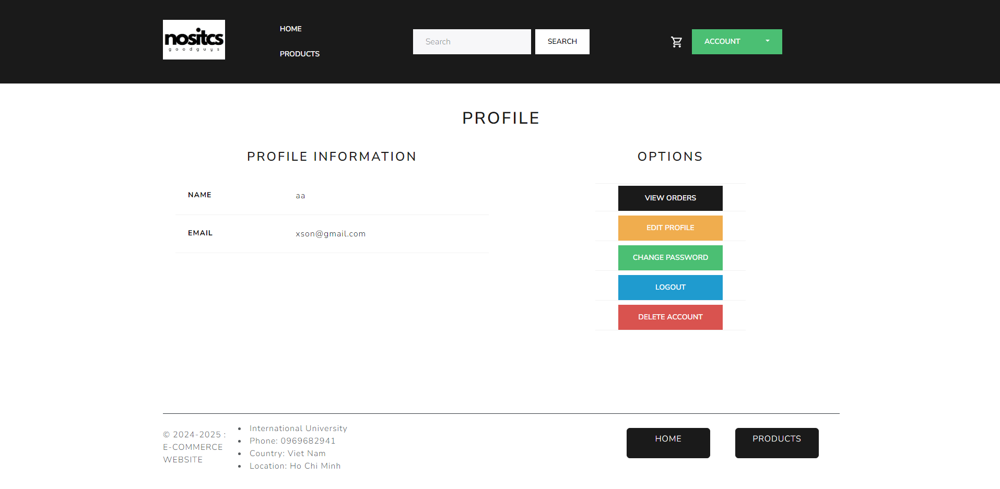 nositcs
goodguys
HOME
PRODUCTS
Search
SEARCH
ACCOUNT
PROFILE
PROFILE INFORMATION
NAME
aa
EMAIL
xson@gmail.com
OPTIONS
VIEW ORDERS
EDIT PROFILE
CHANGE PASSWORD
LOGOUT
DELETE ACCOUNT
© 2024-2025 :
E-COMMERCE
WEBSITE
International University
Phone: 0969682941
Country: Viet Nam
Location: Ho Chi Minh
HOME
PRODUCTS